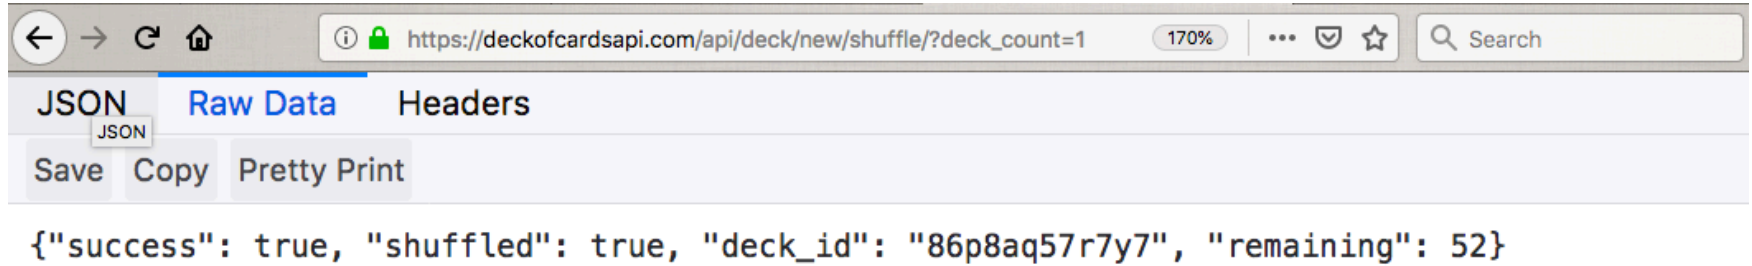 https://deckofcardsapi.com/api/deck/new/shuffle/?deck_count=1 170% Search
JSON Raw Data Headers
JSON
Save Copy Pretty Print
{"success": true, "shuffled": true, "deck_id": "86p8aq57r7y7", "remaining": 52}